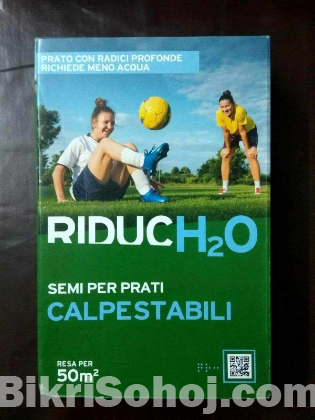 PRATO CON RADICI PROFONDE
RICHIEDE MENO ACQUA
RIDUCH₂O
SEMI PER PRATI
CALPESTABILI
RESA PER
50m²
BikriSohoj.com